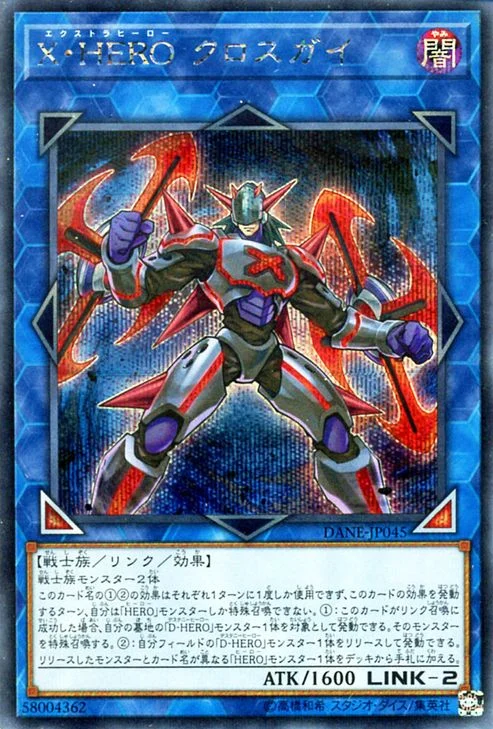 エクストラヒーロー
X・HERO クロスガイ
やみ
闇
DANE-JP045
【戦士族／リンク／効果】
戦士族モンスター2体
このカード名の①②の効果はそれぞれ1ターンに1度しか使用できず、このカードの効果を発動
するターン、自分は「HERO」モンスターしか特殊召喚できない。①：このカードがリンク召喚に
成功した場合、自分の墓地の「D-HERO」モンスター1体を対象として発動できる。そのモンスター
を特殊召喚する。②：自分フィールドの「D-HERO」モンスター1体をリリースして発動できる。
リリースしたモンスターとカード名が異なる「HERO」モンスター1体をデッキから手札に加える。
ATK/1600 LINK-2
58004362
©高橋和希 スタジオ・ダイス/集英社